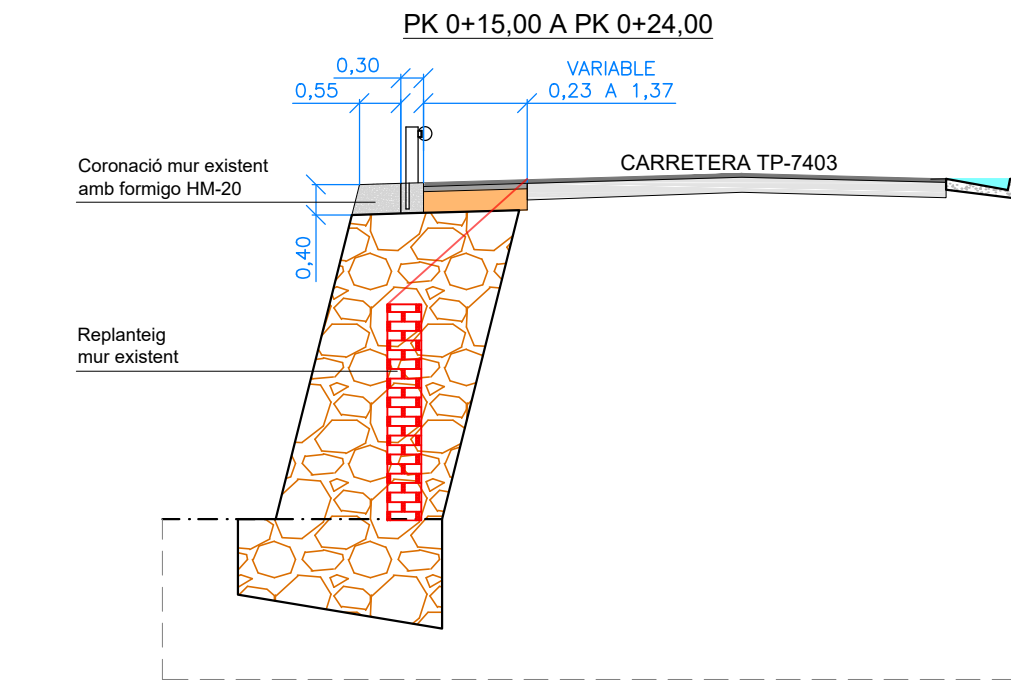 PK 0+15,00 A PK 0+24,00
0,30
VARIABLE
0,55
0,23 A 1,37
Coronació mur existent
amb formigo HM-20
CARRETERA TP-7403
0,40
Replanteig
mur existent